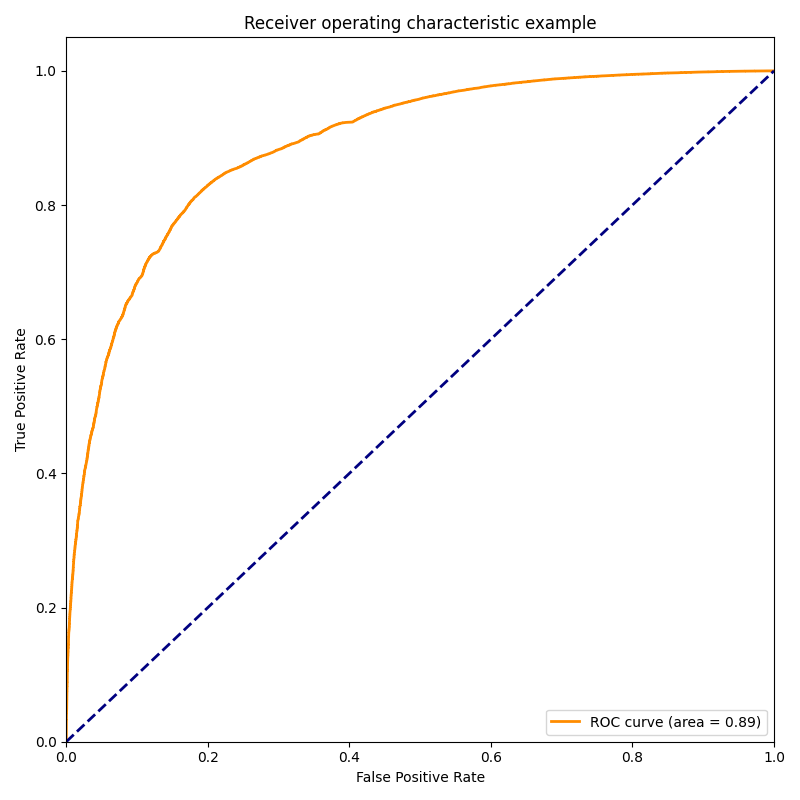 Receiver operating characteristic example
True Positive Rate
1.0
0.8
0.6
0.4
0.2
0.0
ROC curve (area = 0.89)
0.0 0.2 0.4 0.6 0.8 1.0
False Positive Rate